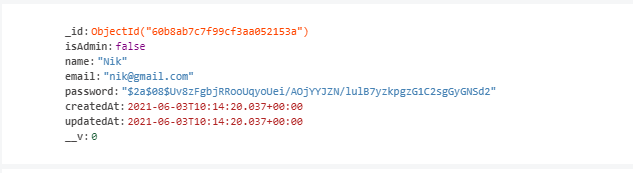 _id: ObjectId("60b8ab7c7f99cf3aa052153a")
isAdmin: false
name: "Nik"
email: "nik@gmail.com"
password: "$2a$08$Uv8zFgbjRRooUqyoUei/AOjYYJZN/lulB7yzkpgzG1C2sgGyGNSd2"
createdAt: 2021-06-03T10:14:20.037+00:00
updatedAt: 2021-06-03T10:14:20.037+00:00
__v: 0